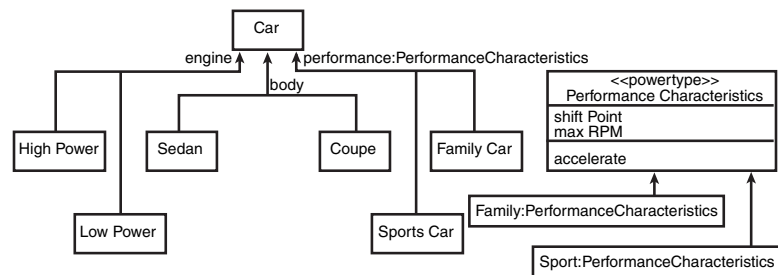 Car
engine
performance:PerformanceCharacteristics
body
High Power
Sedan
Coupe
Family Car
Low Power
Sports Car
<<powertype>>
Performance Characteristics
shift Point
max RPM
accelerate
Family:PerformanceCharacteristics
Sport:PerformanceCharacteristics